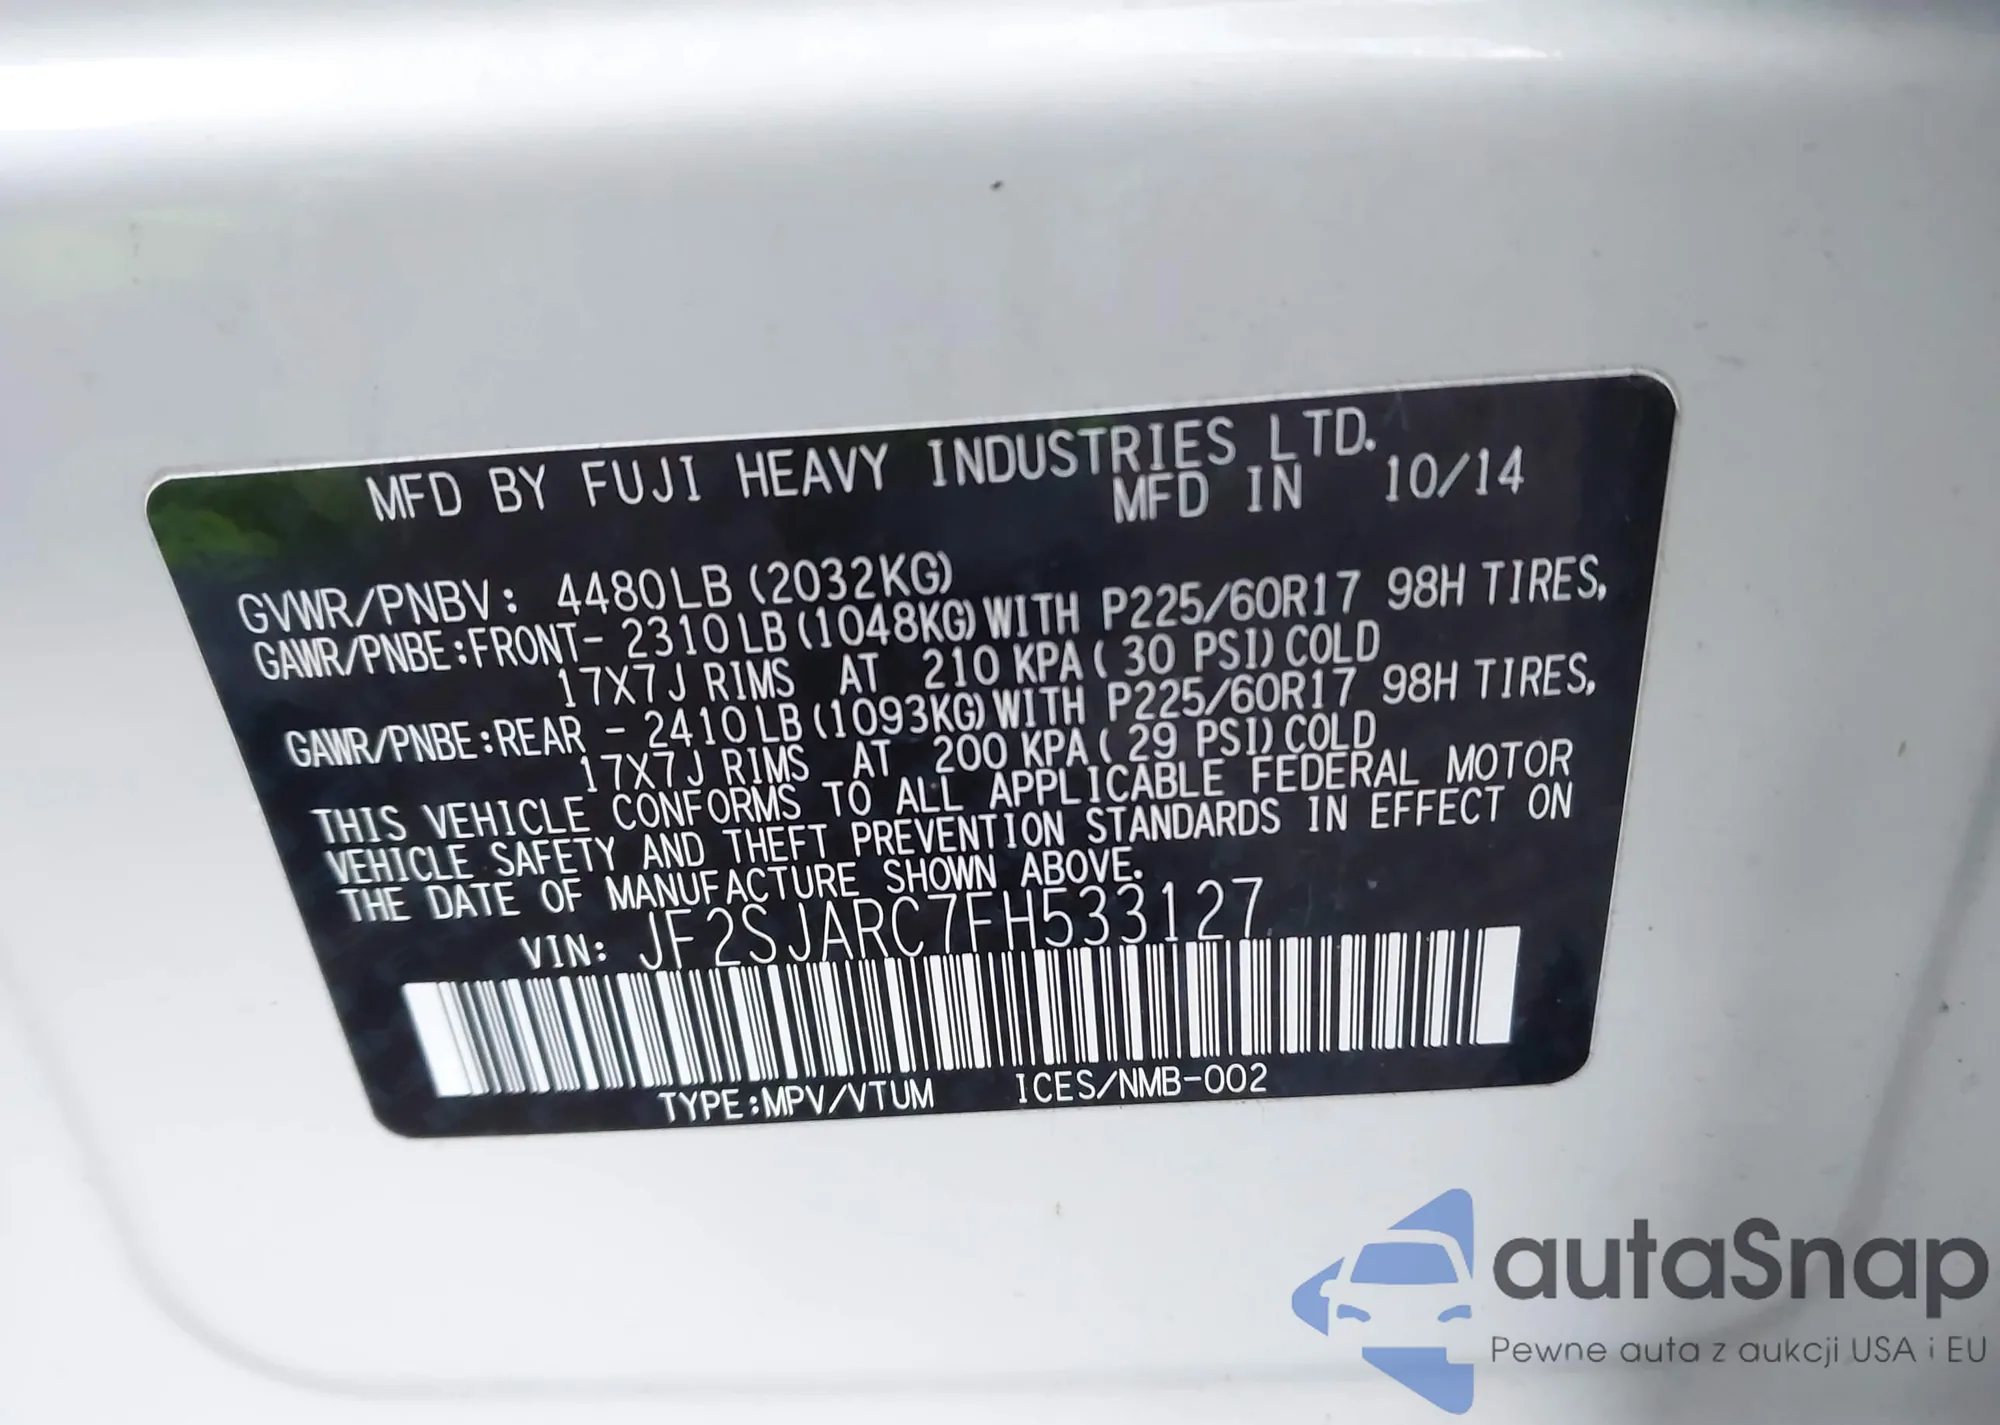 MFD BY FUJI HEAVY INDUSTRIES LTD.
MFD IN 10/14
GVWR/PNBV: 4480LB (2032KG)
GAWR/PNBE:FRONT- 2310LB(1048KG)WITH P225/60R17 98H TIRES,
17X7J RIMS AT 210 KPA( 30 PSI)COLD
GAWR/PNBE:REAR - 2410LB(1093KG)WITH P225/60R17 98H TIRES,
17X7J RIMS AT 200 KPA( 29 PSI)COLD
THIS VEHICLE CONFORMS TO ALL APPLICABLE FEDERAL MOTOR
VEHICLE SAFETY AND THEFT PREVENTION STANDARDS IN EFFECT ON
THE DATE OF MANUFACTURE SHOWN ABOVE.
VIN: JF2SJARC7FH533127
TYPE:MPV/VTUM ICES/NMB-002
autaSnap
Pewne auta z aukcji USA i EU